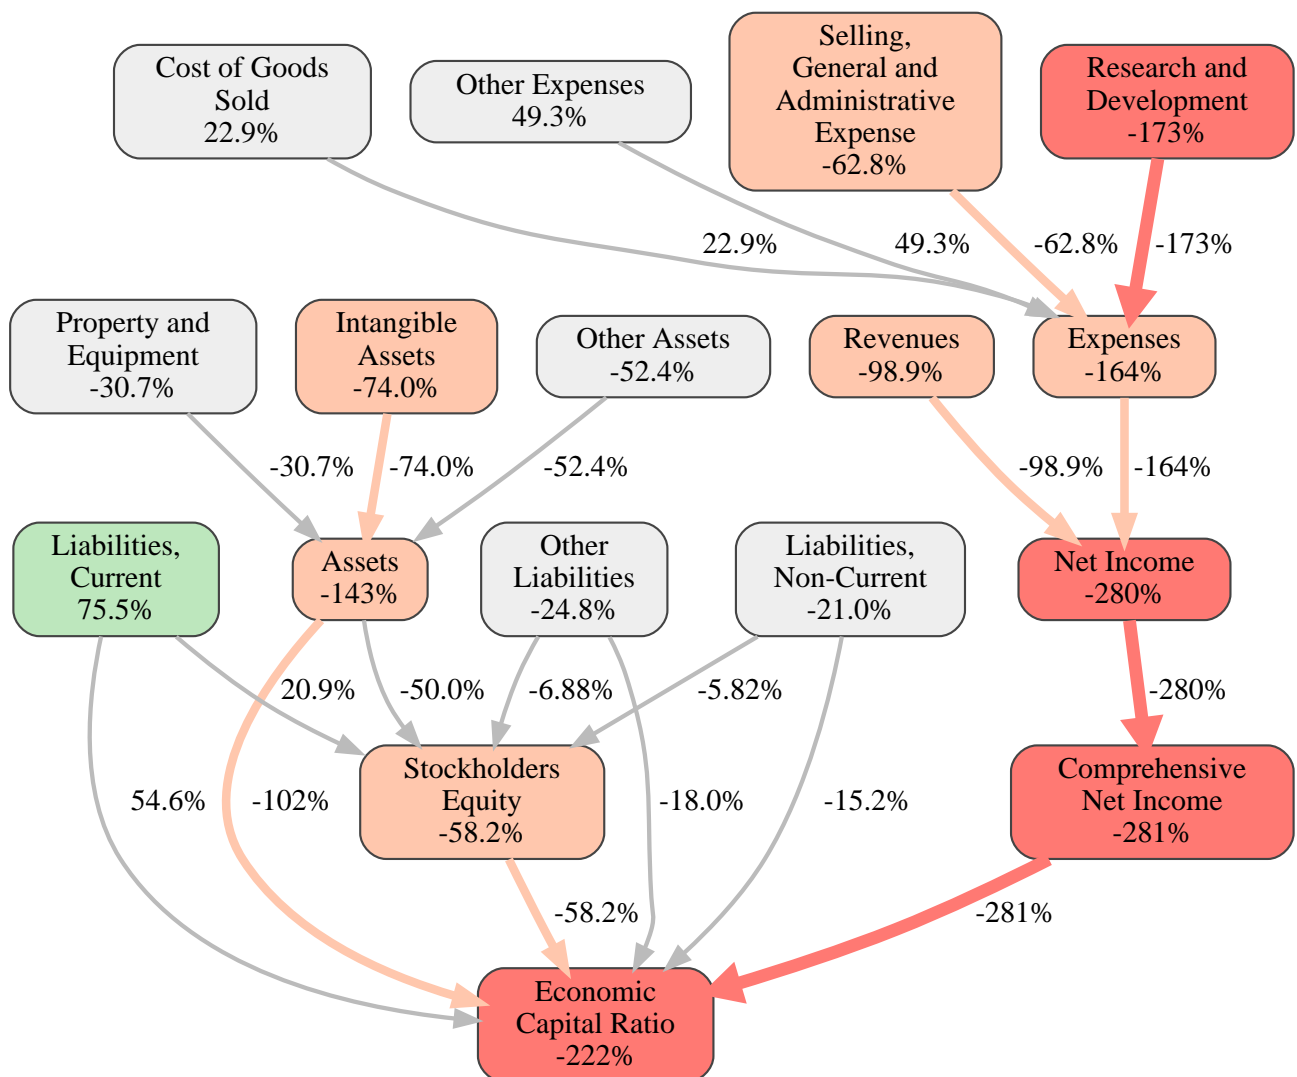 Cost of Goods
Sold
22.9%
Other Expenses
49.3%
Selling,
General and
Administrative
Expense
-62.8%
Research and
Development
-173%
22.9%
49.3%
-62.8%
-173%
Property and
Equipment
-30.7%
Intangible
Assets
-74.0%
Other Assets
-52.4%
Revenues
-98.9%
Expenses
-164%
-30.7%
-74.0%
-52.4%
-98.9%
-164%
Liabilities,
Current
75.5%
Assets
-143%
Other
Liabilities
-24.8%
Liabilities,
Non-Current
-21.0%
Net Income
-280%
20.9%
-50.0%
-6.88%
-5.82%
-280%
Stockholders
Equity
-58.2%
Comprehensive
Net Income
-281%
54.6%
-102%
-18.0%
-15.2%
-58.2%
-281%
Economic
Capital Ratio
-222%